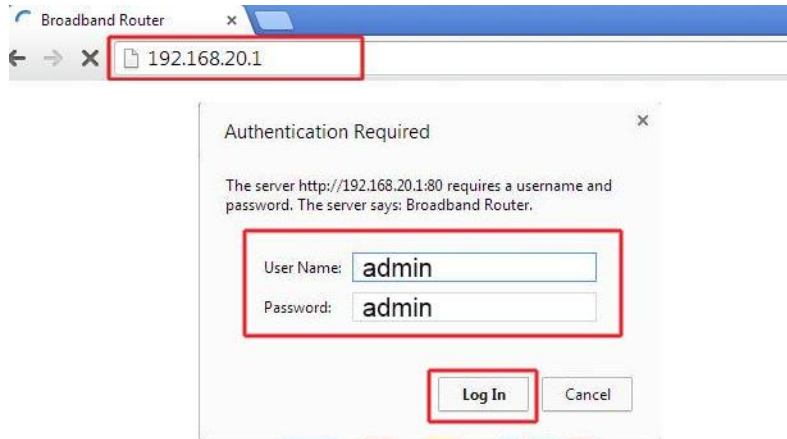 Broadband Router
192.168.20.1
Authentication Required
The server http://192.168.20.1:80 requires a username and
password. The server says: Broadband Router.
User Name: admin
Password: admin
Log In Cancel